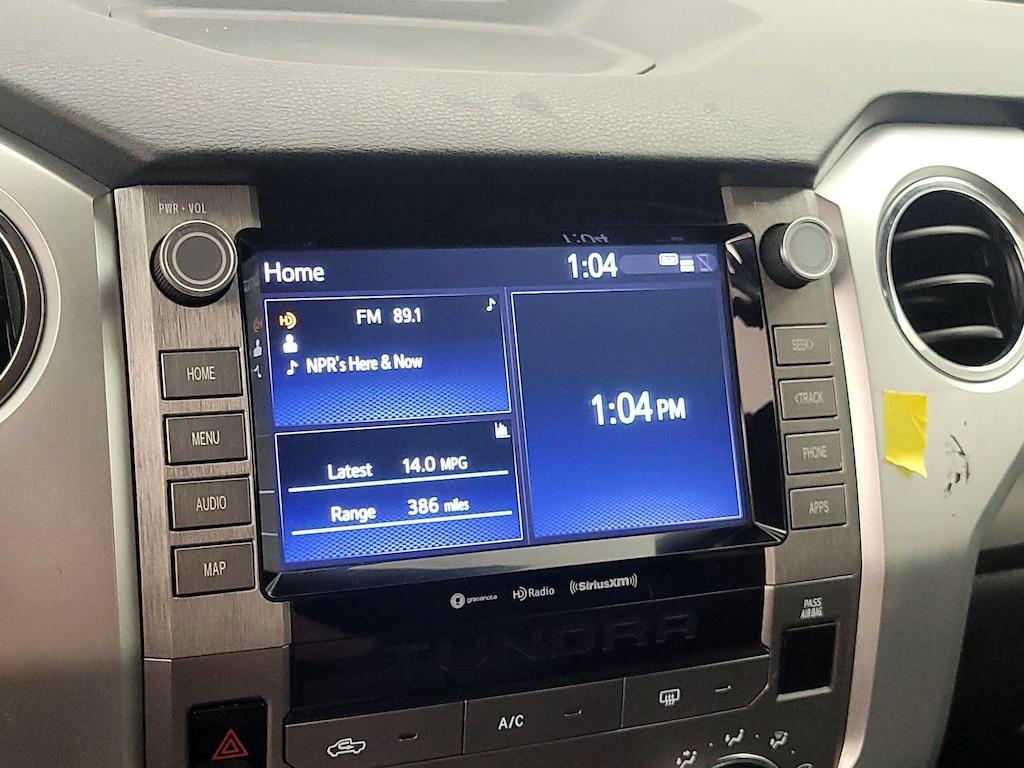 PWR • VOL
Home
1:04
FM 89.1
NPR's Here & Now
1:04 PM
Latest 14.0 MPG
Range 386 miles
HOME
MENU
AUDIO
MAP
SEEK>
<TRACK
PHONE
APPS
gracenote
HD Radio
((SiriusXM))
TUNDRA
PASS
AIR BAG
A/C